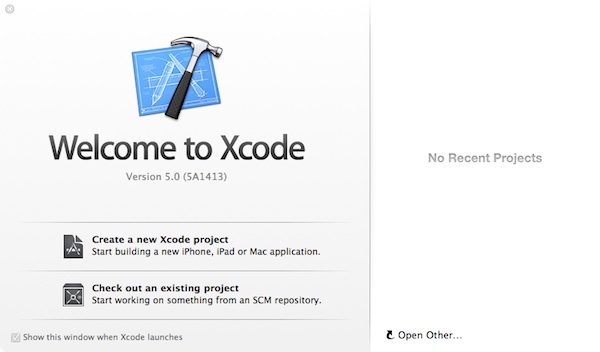 Welcome to Xcode
Version 5.0 (5A1413)
Create a new Xcode project
Start building a new iPhone, iPad or Mac application.
Check out an existing project
Start working on something from an SCM repository.
Show this window when Xcode launches
No Recent Projects
Open Other...